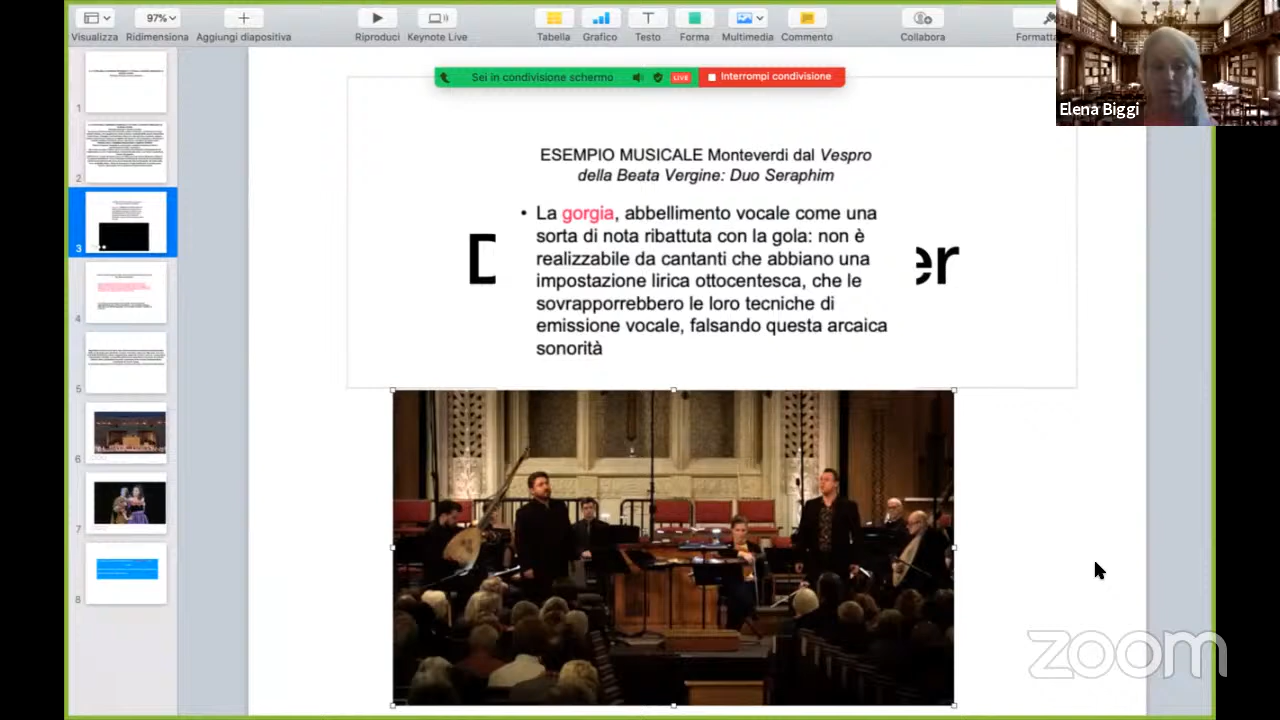 97%
Visualizza
Ridimensiona
Aggiungi diapositiva
Riproduci
Keynote Live
Tabella
Grafico
Testo
Forma
Multimedia
Commento
Collabora
Formatta
Sei in condivisione schermo
LIVE
Interrompi condivisione
Elena Biggi
ESEMPIO MUSICALE Monteverdi dal Vespro
della Beata Vergine: Duo Seraphim
• La gorgia, abbellimento vocale come una
sorta di nota ribattuta con la gola: non è
realizzabile da cantanti che abbiano una
impostazione lirica ottocentesca, che le
sovrapporrebbero le loro tecniche di
emissione vocale, falsando questa arcaica
sonorità
D
er
1
2
3
4
5
6
7
8
zoom